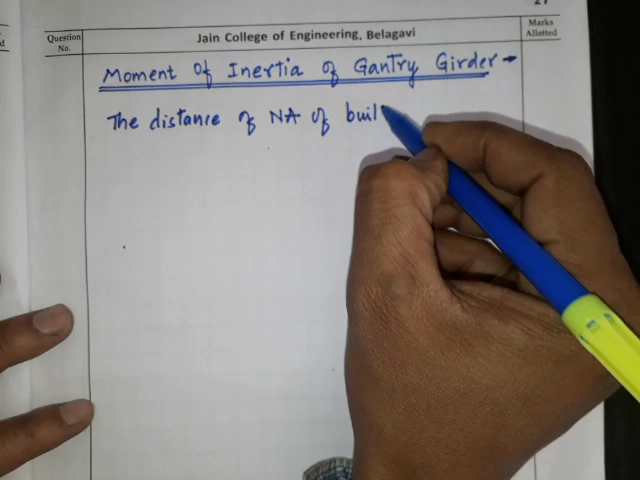 27
Question No.
Jain College of Engineering, Belagavi
Marks Allotted
Moment Of Inertia of Gantry Girder →
The distance of NA of buil